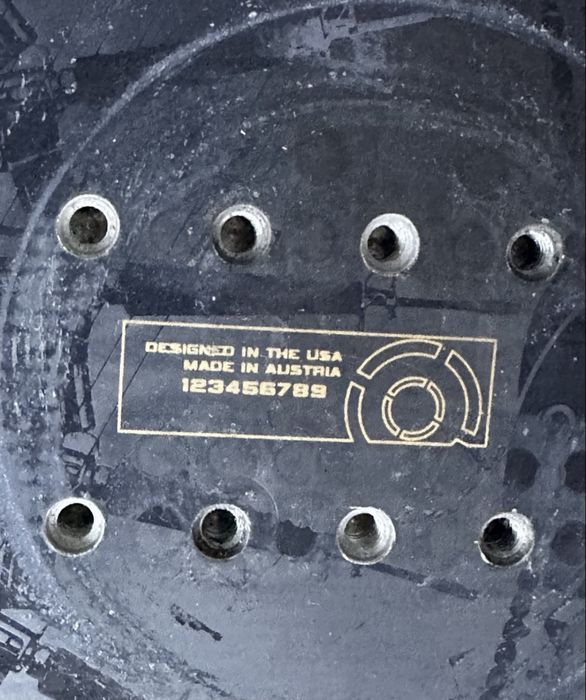 DESIGNED IN THE USA
MADE IN AUSTRIA
123456789